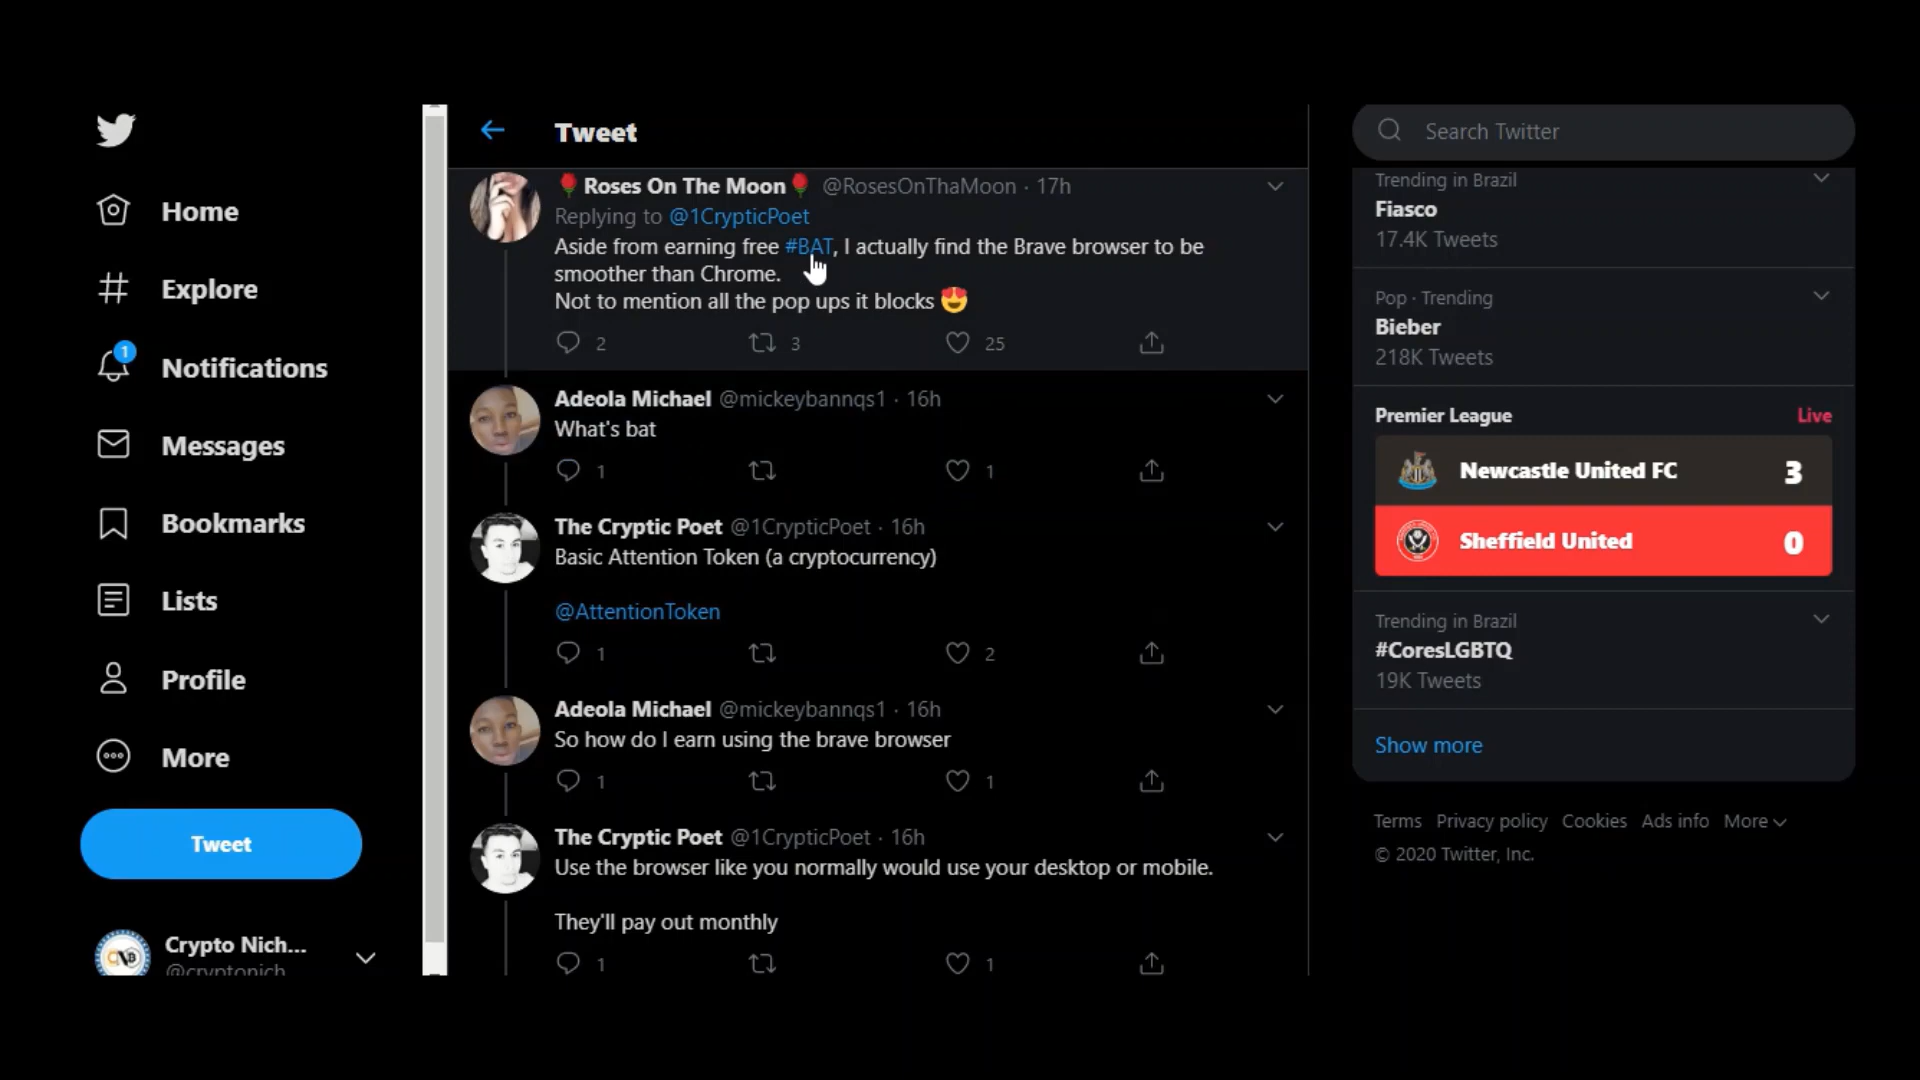 Home
Explore
1
Notifications
Messages
Bookmarks
Lists
Profile
More
Tweet
Crypto Nich...
@cryptonich
Tweet
🌹Roses On The Moon🌹 @RosesOnThaMoon · 17h
Replying to @1CrypticPoet
Aside from earning free #BAT, I actually find the Brave browser to be
smoother than Chrome.
Not to mention all the pop ups it blocks 😍
2 3 25
Adeola Michael @mickeybannqs1 · 16h
What's bat
1 1
The Cryptic Poet @1CrypticPoet · 16h
Basic Attention Token (a cryptocurrency)
@AttentionToken
1 2
Adeola Michael @mickeybannqs1 · 16h
So how do I earn using the brave browser
1 1
The Cryptic Poet @1CrypticPoet · 16h
Use the browser like you normally would use your desktop or mobile.
They'll pay out monthly
1 1
Search Twitter
Trending in Brazil
Fiasco
17.4K Tweets
Pop · Trending
Bieber
218K Tweets
Premier League Live
Newcastle United FC 3
Sheffield United 0
Trending in Brazil
#CoresLGBTQ
19K Tweets
Show more
Terms Privacy policy Cookies Ads info More
© 2020 Twitter, Inc.